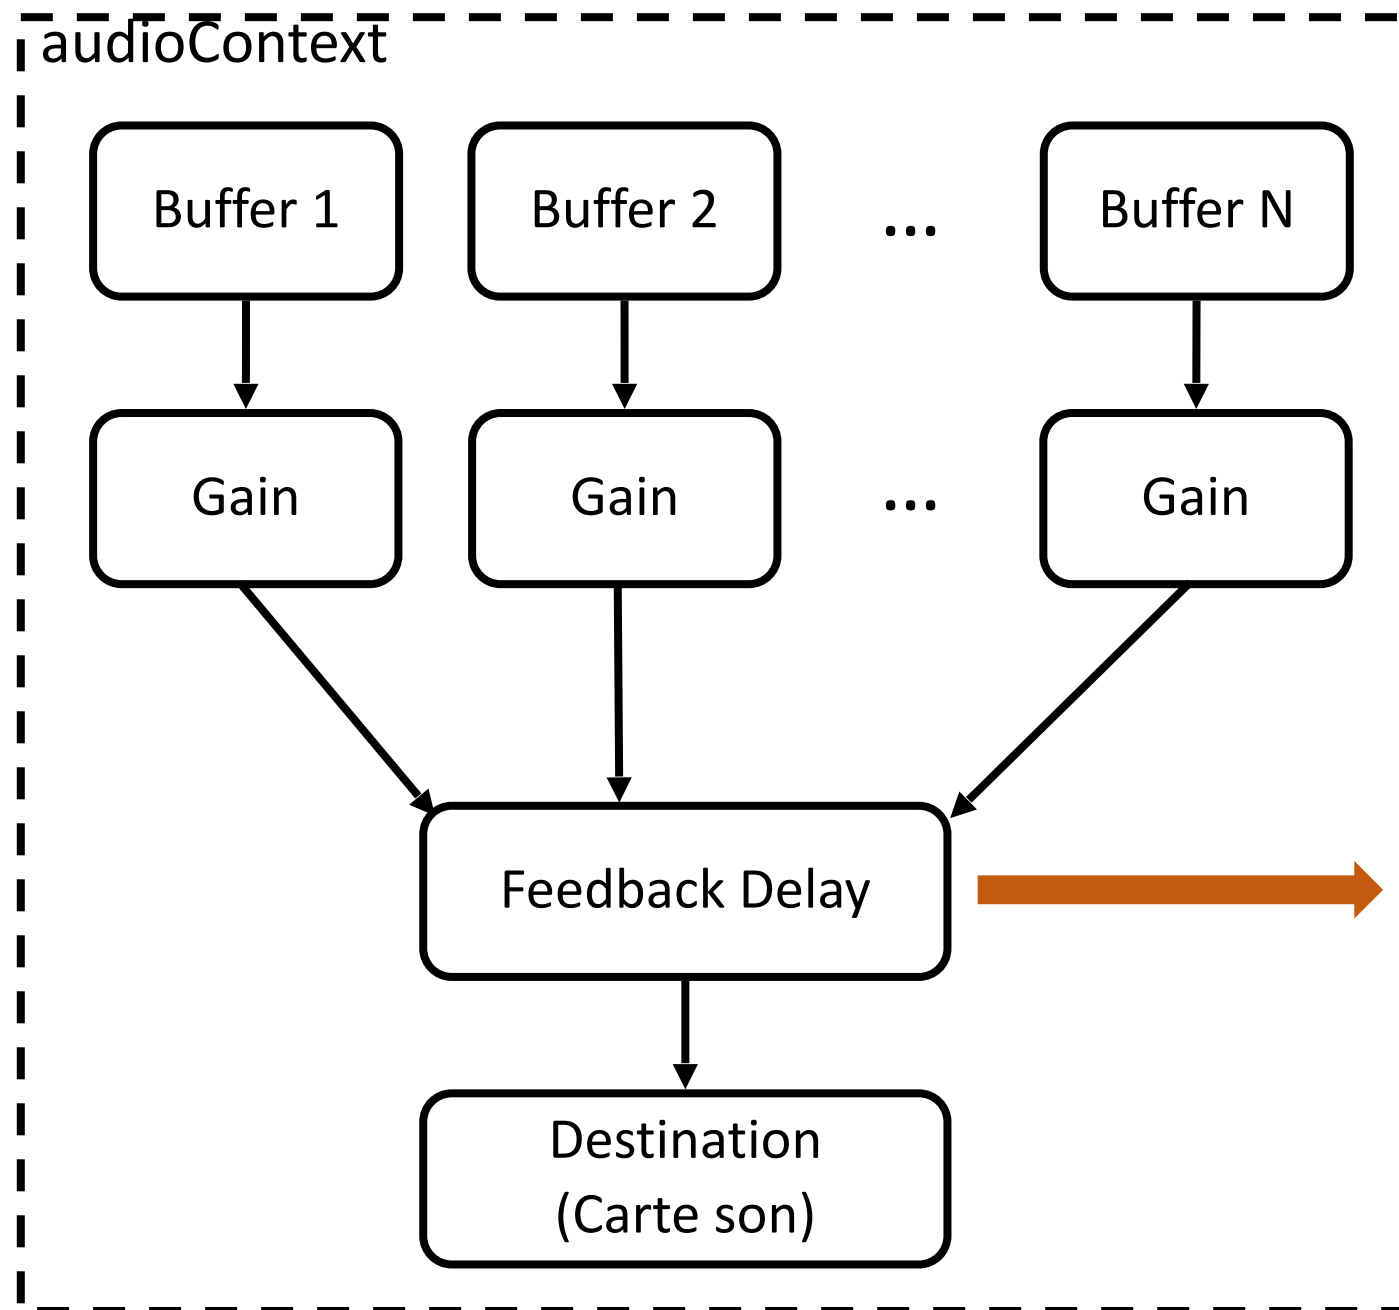 audioContext
Buffer 1
Buffer 2
...
Buffer N
Gain
Gain
...
Gain
Feedback Delay
Destination
(Carte son)